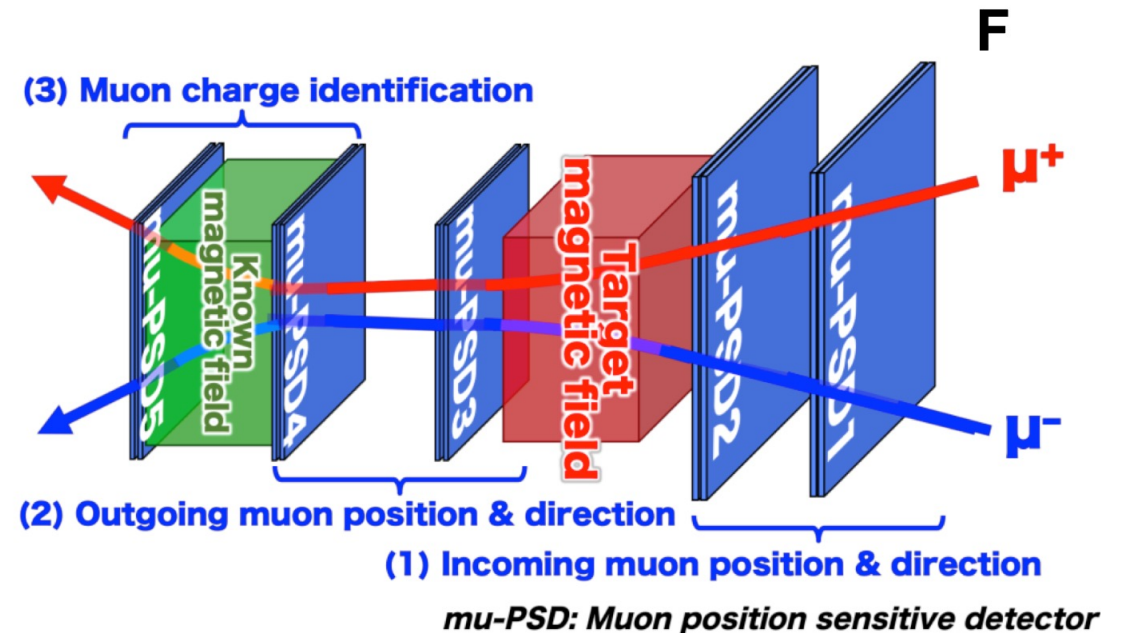 F
(3) Muon charge identification
μ+
mu-PSD5
Known
magnetic field
mu-PSD4
mu-PSD3
Target
magnetic field
mu-PSD2
mu-PSD1
μ-
(2) Outgoing muon position & direction
(1) Incoming muon position & direction
mu-PSD: Muon position sensitive detector